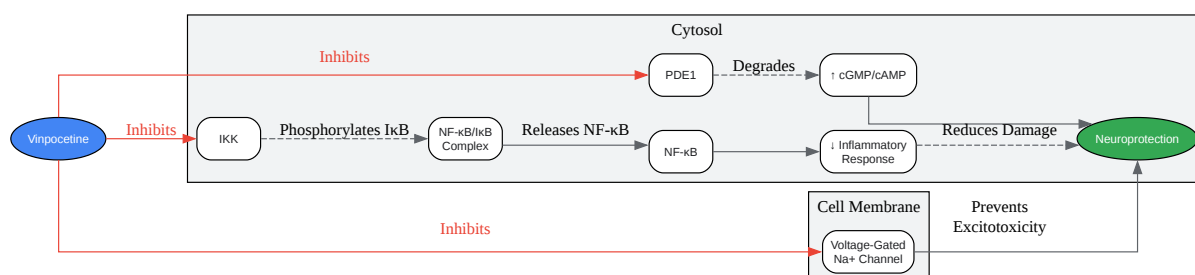 Cytosol
Inhibits
PDE1
Degrades
↑ cGMP/cAMP
Vinpocetine
Inhibits
IKK
Phosphorylates IκB
NF-κB/IκB
Complex
Releases NF-κB
NF-κB
↓ Inflammatory
Response
Reduces Damage
Neuroprotection
Inhibits
Cell Membrane
Voltage-Gated
Na+ Channel
Prevents
Excitotoxicity